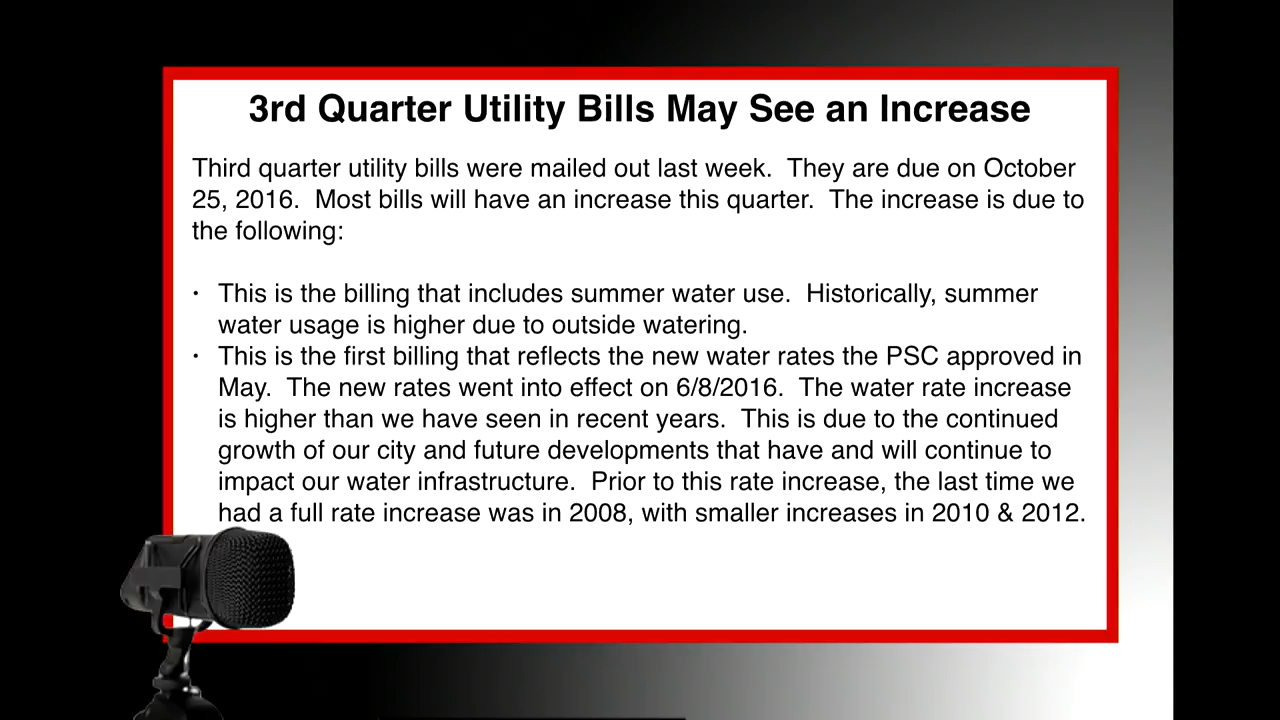 3rd Quarter Utility Bills May See an Increase
Third quarter utility bills were mailed out last week.  They are due on October
25, 2016.  Most bills will have an increase this quarter.  The increase is due to
the following:
· This is the billing that includes summer water use.  Historically, summer
water usage is higher due to outside watering.
· This is the first billing that reflects the new water rates the PSC approved in
May.  The new rates went into effect on 6/8/2016.  The water rate increase
is higher than we have seen in recent years.  This is due to the continued
growth of our city and future developments that have and will continue to
impact our water infrastructure.  Prior to this rate increase, the last time we
had a full rate increase was in 2008, with smaller increases in 2010 & 2012.